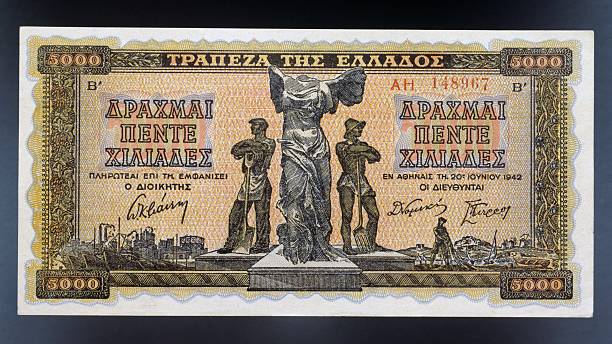 5000 ΤΡΑΠΕΖΑ ΤΗΣ ΕΛΛΑΔΟΣ 5000
Β' ΑΗ 148967 Β'
ΔΡΑΧΜΑΙ
ΠΕΝΤΕ
ΧΙΛΙΑΔΕΣ
ΠΛΗΡΩΤΕΑΙ ΕΠΙ ΤΗ ΕΜΦΑΝΙΣΕΙ
Ο ΔΙΟΙΚΗΤΗΣ
ΔΡΑΧΜΑΙ
ΠΕΝΤΕ
ΧΙΛΙΑΔΕΣ
ΕΝ ΑΘΗΝΑΙΣ ΤΗ 20ῌ ΙΟΥΝΙΟΥ 1942
ΟΙ ΔΙΕΥΘΥΝΤΑΙ
5000 5000